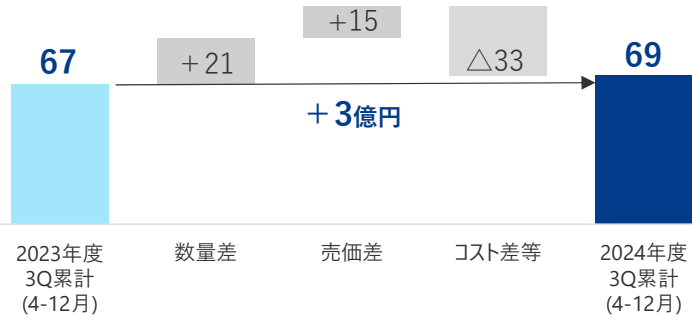 67
＋21
＋15
△33
69
＋3億円
2023年度
3Q累計
(4-12月)
数量差
売価差
コスト差等
2024年度
3Q累計
(4-12月)